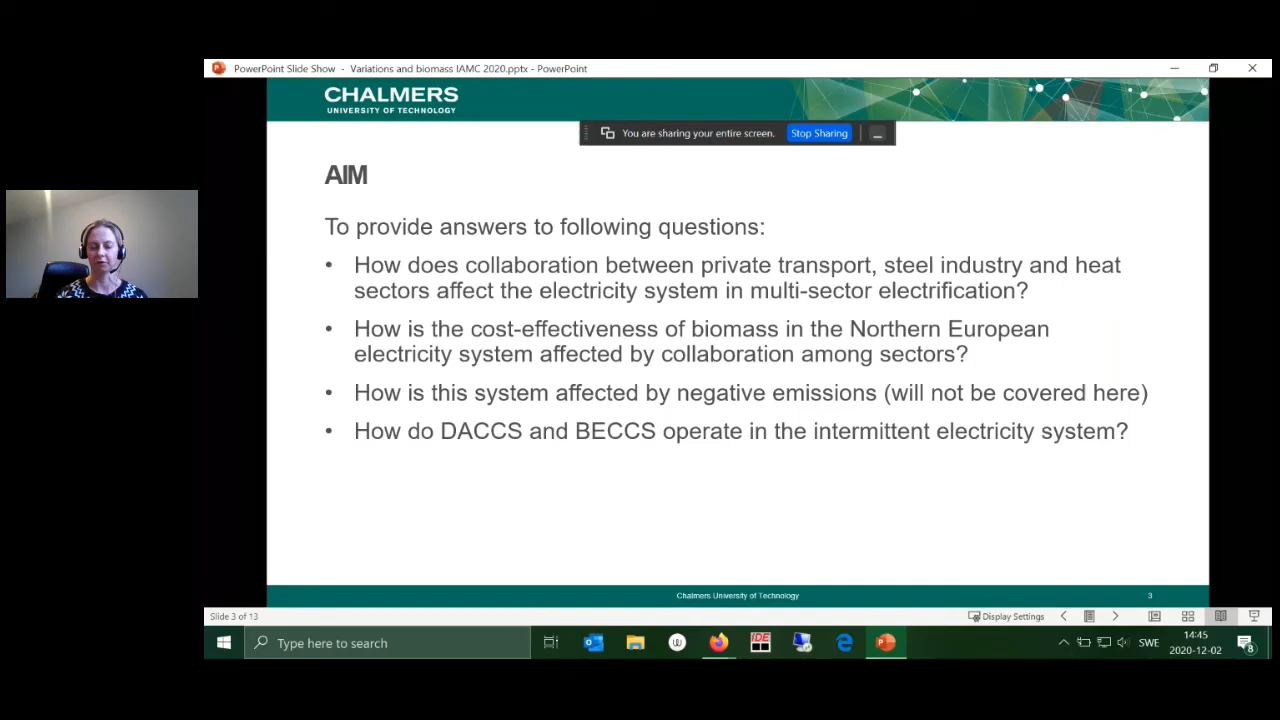 PowerPoint Slide Show - Variations and biomass IAMC 2020.pptx - PowerPoint
CHALMERS
UNIVERSITY OF TECHNOLOGY
You are sharing your entire screen. Stop Sharing
AIM
To provide answers to following questions:
• How does collaboration between private transport, steel industry and heat
sectors affect the electricity system in multi-sector electrification?
• How is the cost-effectiveness of biomass in the Northern European
electricity system affected by collaboration among sectors?
• How is this system affected by negative emissions (will not be covered here)
• How do DACCS and BECCS operate in the intermittent electricity system?
Chalmers University of Technology 3
Slide 3 of 13 Display Settings
Type here to search IDE SWE 14:45
2020-12-02 8